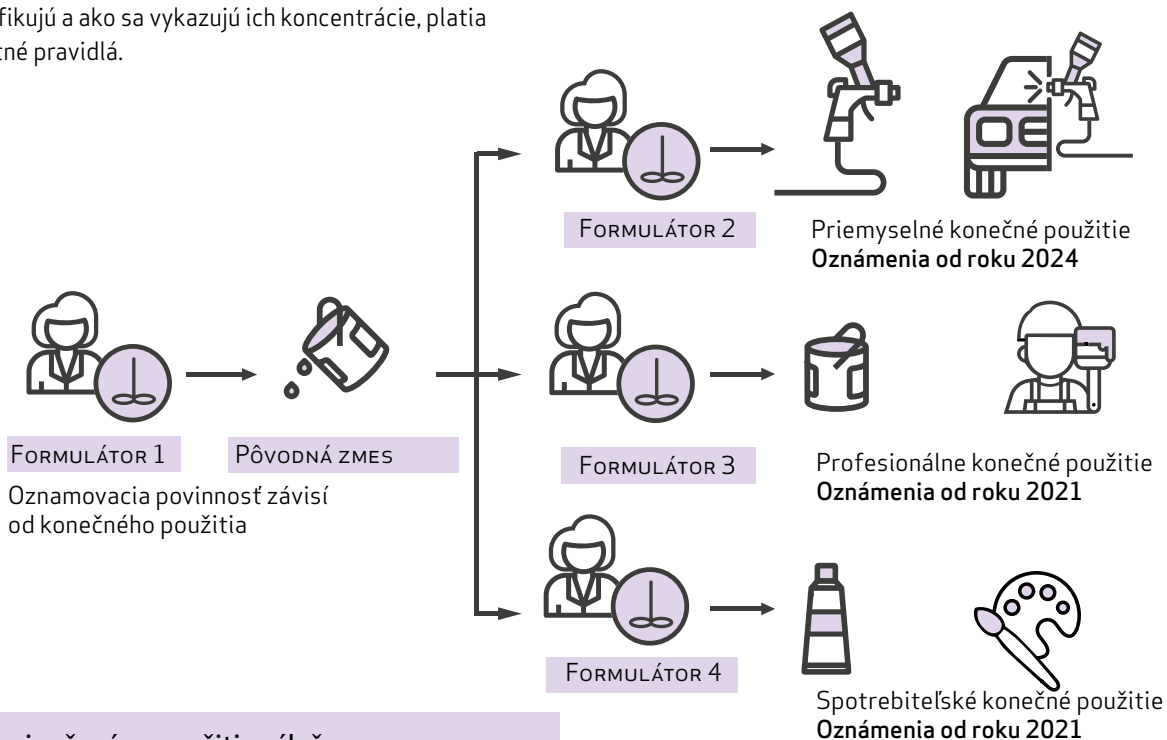 fikujú a ako sa vykazujú ich koncentrácie, platia
tné pravidlá.
FORMULÁTOR 2
Priemyselné konečné použitie
Oznámenia od roku 2024
FORMULÁTOR 1
PÔVODNÁ ZMES
Oznamovacia povinnosť závisí
od konečného použitia
FORMULÁTOR 3
Profesionálne konečné použitie
Oznámenia od roku 2021
FORMULÁTOR 4
Spotrebiteľské konečné použitie
Oznámenia od roku 2021